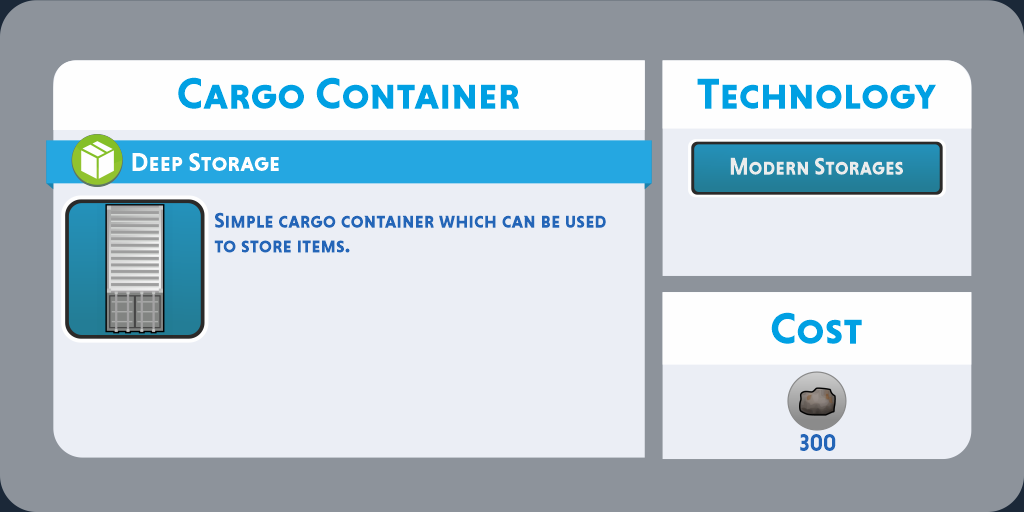 Cargo Container
Deep Storage
Simple cargo container which can be used
to store items.
Technology
Modern Storages
Cost
300